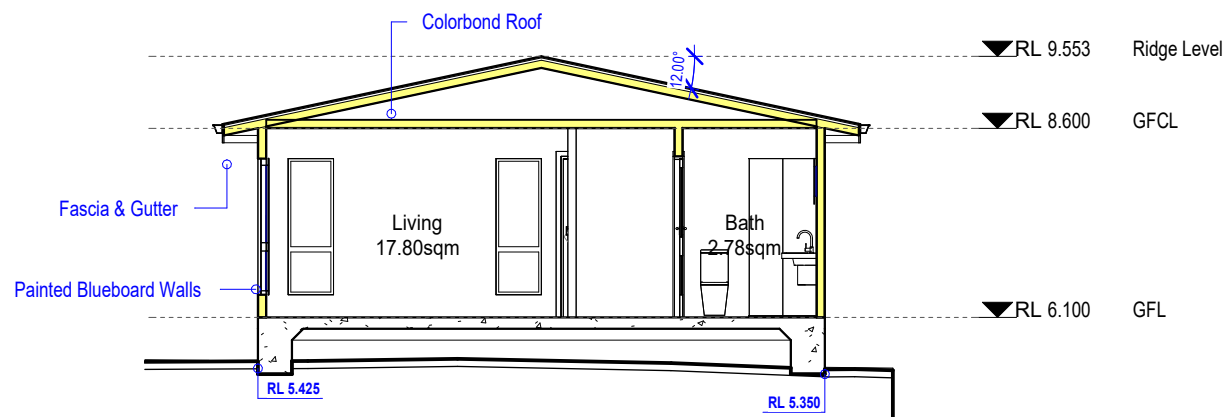 Colorbond Roof
RL 9.553 Ridge Level
12.00°
RL 8.600 GFCL
Fascia & Gutter
Living
17.80sqm
Bath
2.78sqm
Painted Blueboard Walls
RL 6.100 GFL
RL 5.425
RL 5.350